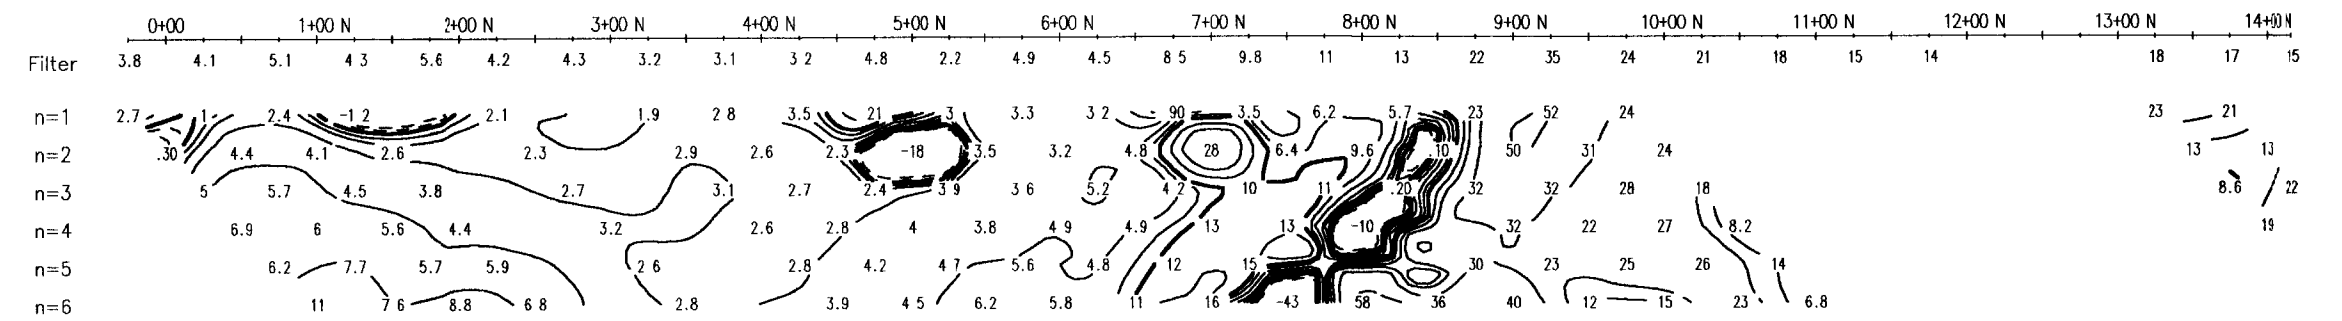 0+00 1+00 N 2+00 N 3+00 N 4+00 N 5+00 N 6+00 N 7+00 N 8+00 N 9+00 N 10+00 N 11+00 N 12+00 N 13+00 N 14+00 N
Filter 3.8 4.1 5.1 4 3 5.6 4.2 4.3 3.2 3.1 3 2 4.8 2.2 4.9 4.5 8 5 9.8 11 13 22 35 24 21 18 15 14 18 17 15
n=1 2.7 1 2.4 -1 2 2.1 1.9 2 8 3.5 21 3 3.3 3 2 90 3.5 6.2 5.7 23 52 24 23 21
n=2 .30 4.4 4.1 2.6 2.3 2.9 2.6 2.3 -18 3.5 3.2 4.8 28 6.4 9.6 .10 50 31 24 13 13
n=3 5 5.7 4.5 3.8 2.7 3.1 2.7 2.4 3 9 3 6 5.2 4 2 10 11 .20 32 32 28 18 8.6 22
n=4 6.9 6 5.6 4.4 3.2 2.6 2.8 4 3.8 4 9 4.9 13 13 -10 32 22 27 8.2 19
n=5 6.2 7.7 5.7 5.9 2 6 2.8 4.2 4 7 5.6 4.8 12 15 30 23 25 26 14
n=6 11 7 6 8.8 6 8 2.8 3.9 4 5 6.2 5.8 11 16 -43 58 36 40 12 15 23 6.8